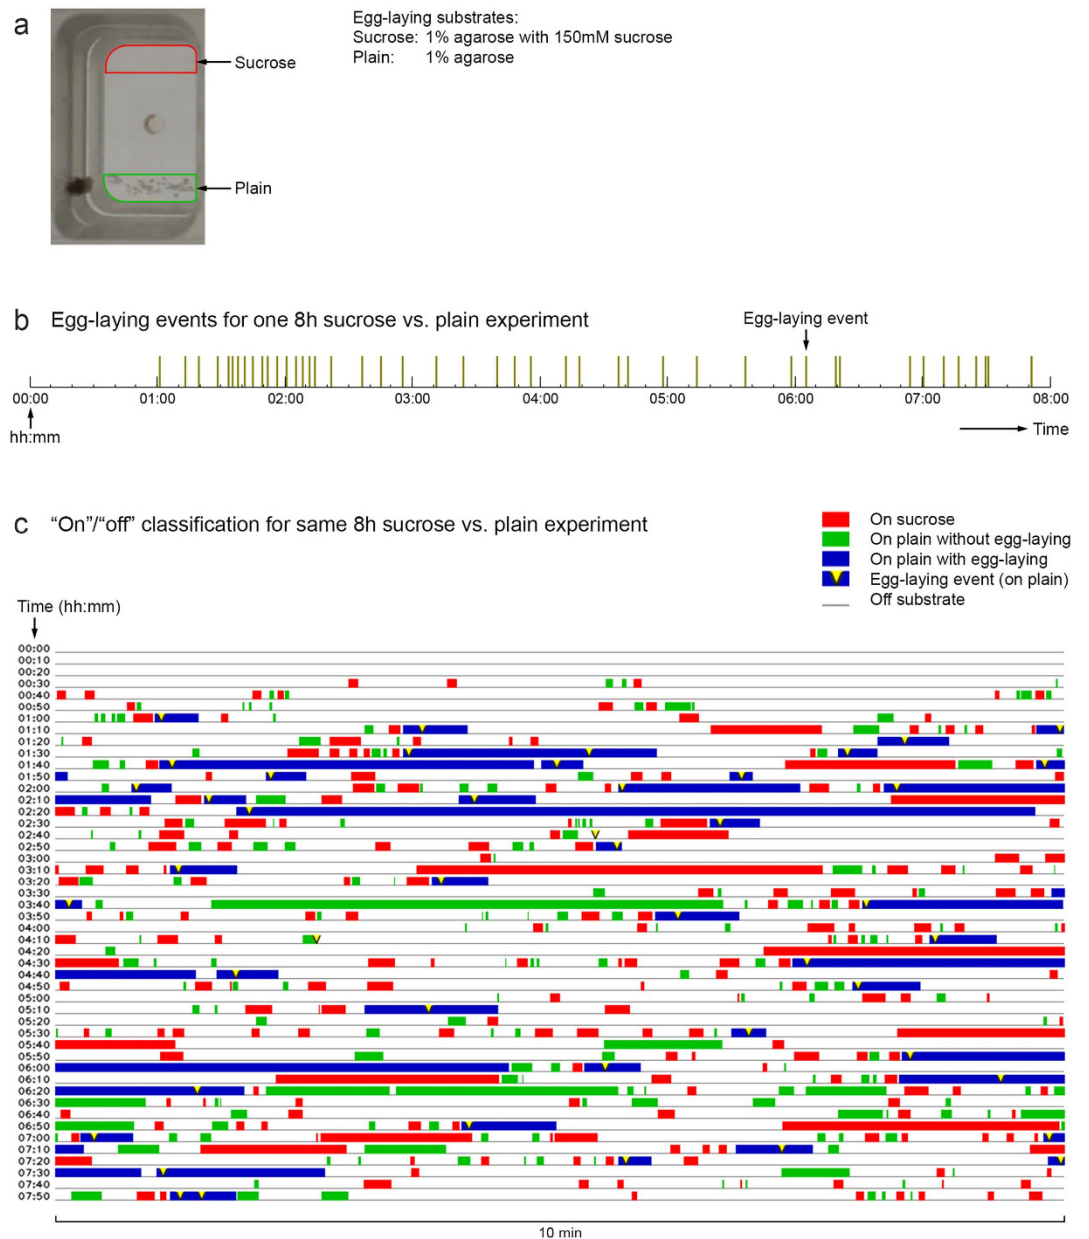 a
Egg-laying substrates:
Sucrose: 1% agarose with 150mM sucrose
Plain: 1% agarose
Sucrose
Plain
b Egg-laying events for one 8h sucrose vs. plain experiment
Egg-laying event
00:00 01:00 02:00 03:00 04:00 05:00 06:00 07:00 08:00
hh:mm
Time
c “On”/“off” classification for same 8h sucrose vs. plain experiment
On sucrose
On plain without egg-laying
On plain with egg-laying
Egg-laying event (on plain)
Off substrate
Time (hh:mm)
00:00
00:10
00:20
00:30
00:40
00:50
01:00
01:10
01:20
01:30
01:40
01:50
02:00
02:10
02:20
02:30
02:40
02:50
03:00
03:10
03:20
03:30
03:40
03:50
04:00
04:10
04:20
04:30
04:40
04:50
05:00
05:10
05:20
05:30
05:40
05:50
06:00
06:10
06:20
06:30
06:40
06:50
07:00
07:10
07:20
07:30
07:40
07:50
10 min